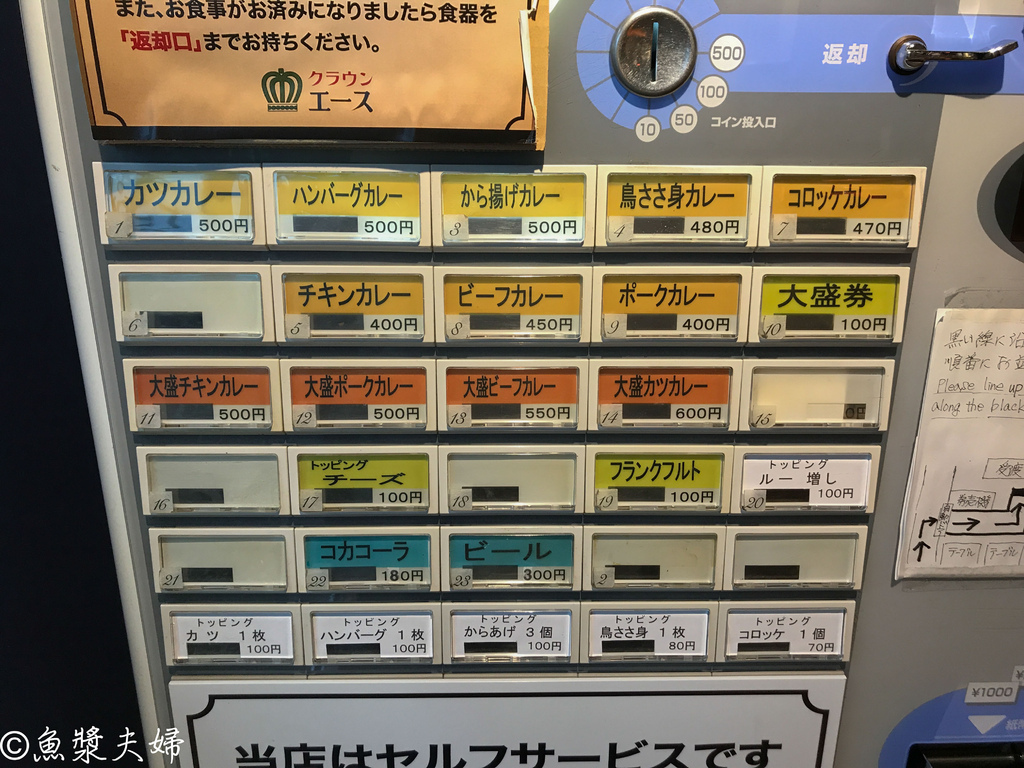 また、お食事がお済みになりましたら食器を
「返却口」までお持ちください。
クラウン
エース
500
100
50
10
コイン投入口
返却
カツカレー
1 500円
ハンバーグカレー
500円
から揚げカレー
3 500円
鳥ささ身カレー
4 480円
コロッケカレー
7 470円
6
チキンカレー
5 400円
ビーフカレー
8 450円
ポークカレー
9 400円
大盛券
10 100円
大盛チキンカレー
11 500円
大盛ポークカレー
12 500円
大盛ビーフカレー
13 550円
大盛カツカレー
14 600円
15
16
トッピング
チーズ
17 100円
18
フランクフルト
19 100円
トッピング
ルー 増し
20 100円
21
コカコーラ
22 180円
ビール
23 300円
2
トッピング
カツ 1枚
100円
トッピング
ハンバーグ 1枚
100円
トッピング
からあげ 3個
100円
トッピング
鳥ささ身 1枚
80円
トッピング
コロッケ 1個
70円
黒い線に沿
順番にお並
Please line up
along the black
券売機
テーブル
テーブル
¥1000
当店はセルフサービスです
©魚漿夫婦